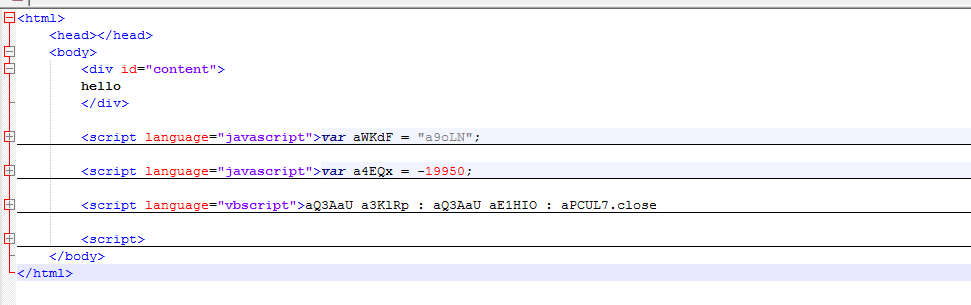 <html>
<head></head>
<body>
<div id="content">
hello
</div>
<script language="javascript">var aWKdF = "a9oLN";
<script language="javascript">var a4EQx = -19950;
<script language="vbscript">aQ3AaU a3KlRp : aQ3AaU aE1HIO : aPCUL7.close
<script>
</body>
</html>